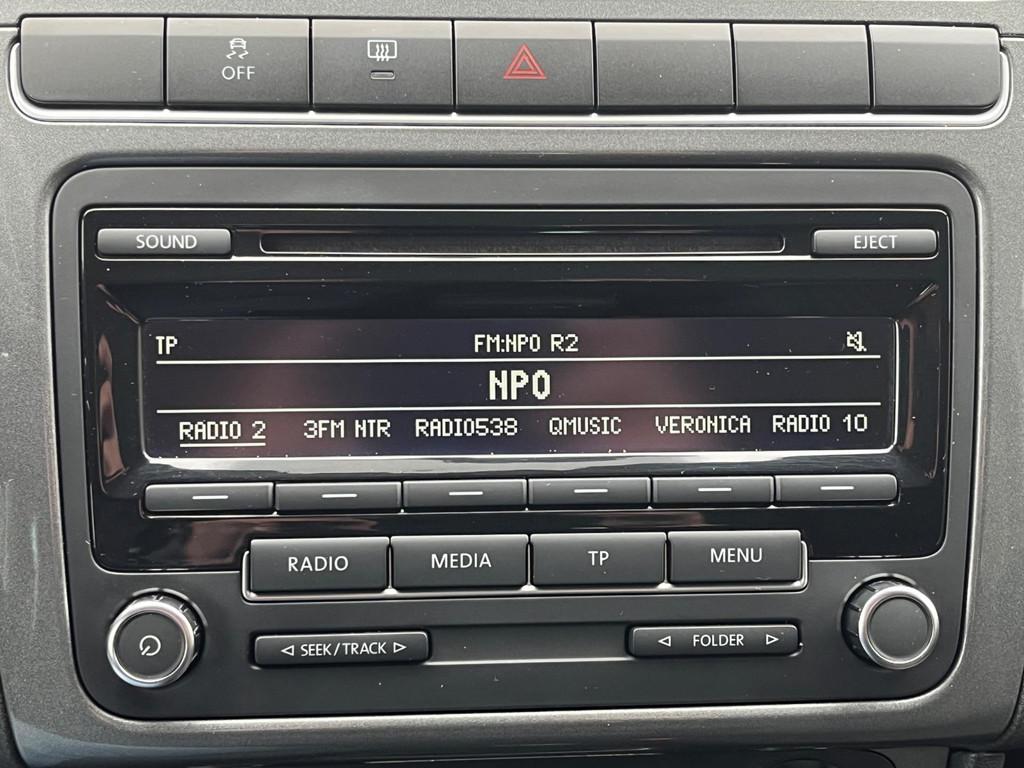 OFF
SOUND EJECT
TP FM:NPO R2
NPO
RADIO 2 3FM NTR RADIO538 QMUSIC VERONICA RADIO 10
RADIO MEDIA TP MENU
SEEK/TRACK FOLDER